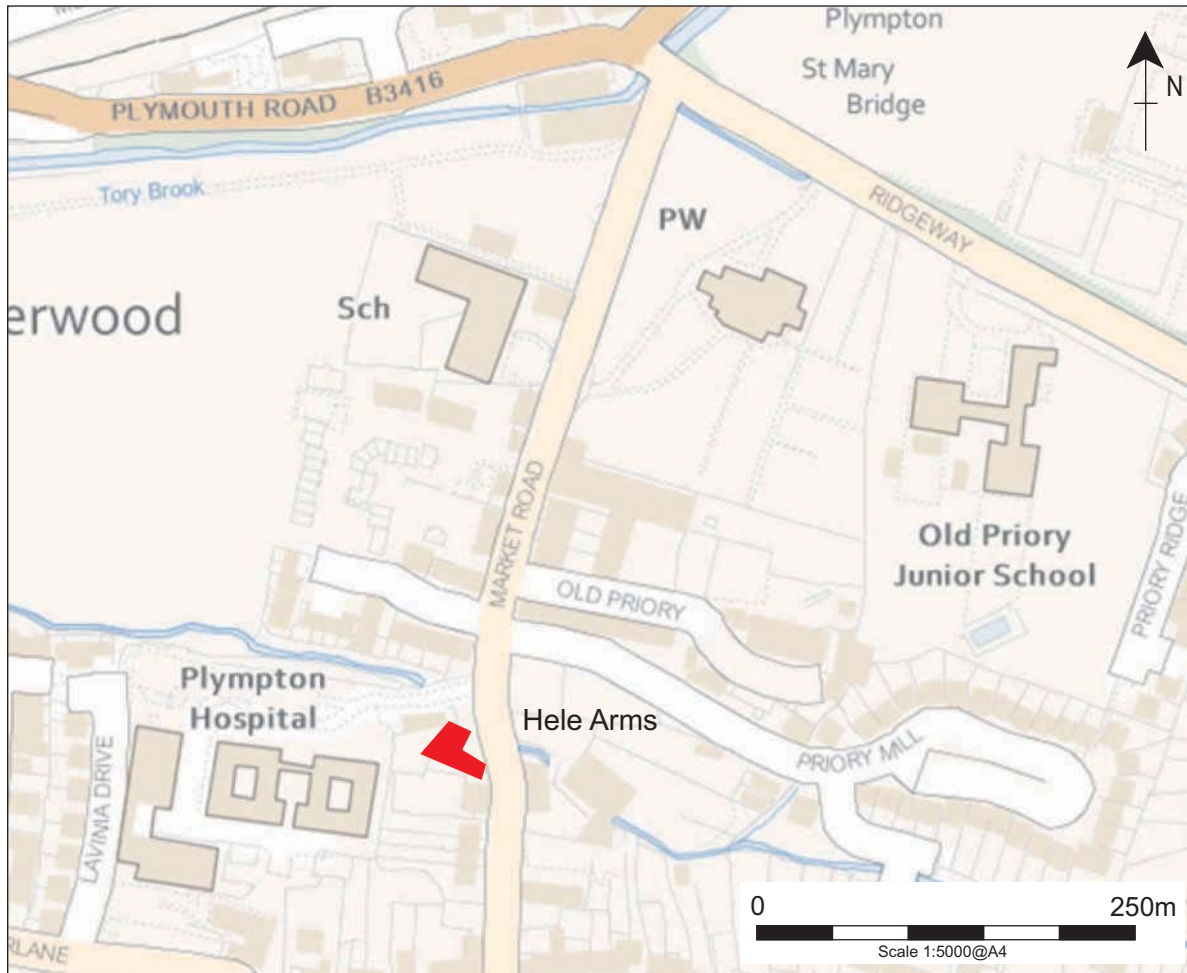 Plympton
St Mary
Bridge
N
PLYMOUTH ROAD B3416
Tory Brook
PW
RIDGEWAY
Sch
erwood
MARKET ROAD
Old Priory
Junior School
PRIORY RIDGE
OLD PRIORY
Plympton
Hospital
Hele Arms
LAVINIA DRIVE
PRIORY MILL
0 250m
Scale 1:5000@A4
RLANE